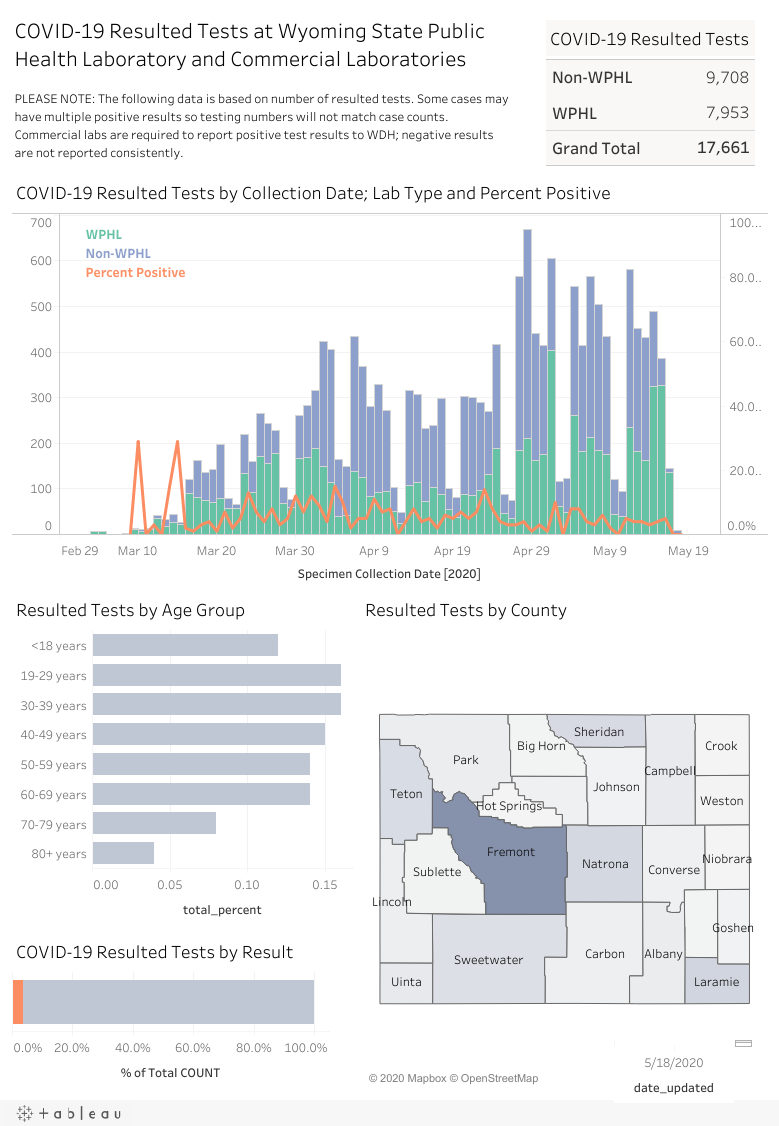 COVID-19 Resulted Tests at Wyoming State Public
Health Laboratory and Commercial Laboratories
PLEASE NOTE: The following data is based on number of resulted tests. Some cases may
have multiple positive results so testing numbers will not match case counts.
Commercial labs are required to report positive test results to WDH; negative results
are not reported consistently.
COVID-19 Resulted Tests
Non-WPHL 9,708
WPHL 7,953
Grand Total 17,661
COVID-19 Resulted Tests by Collection Date; Lab Type and Percent Positive
700
600
500
400
300
200
100
0
WPHL
Non-WPHL
Percent Positive
100...
80.0..
60.0..
40.0..
20.0..
0.0%
Feb 29 Mar 10 Mar 20 Mar 30 Apr 9 Apr 19 Apr 29 May 9 May 19
Specimen Collection Date [2020]
Resulted Tests by Age Group
<18 years
19-29 years
30-39 years
40-49 years
50-59 years
60-69 years
70-79 years
80+ years
0.00 0.05 0.10 0.15
total_percent
COVID-19 Resulted Tests by Result
0.0% 20.0% 40.0% 60.0% 80.0% 100.0%
% of Total COUNT
Resulted Tests by County
Sheridan
Big Horn
Crook
Park
Campbell
Johnson
Teton
Weston
Hot Springs
Fremont
Natrona
Niobrara
Converse
Sublette
Lincoln
Goshen
Carbon
Albany
Sweetwater
Uinta
Laramie
5/18/2020
© 2020 Mapbox © OpenStreetMap
date_updated
tableau